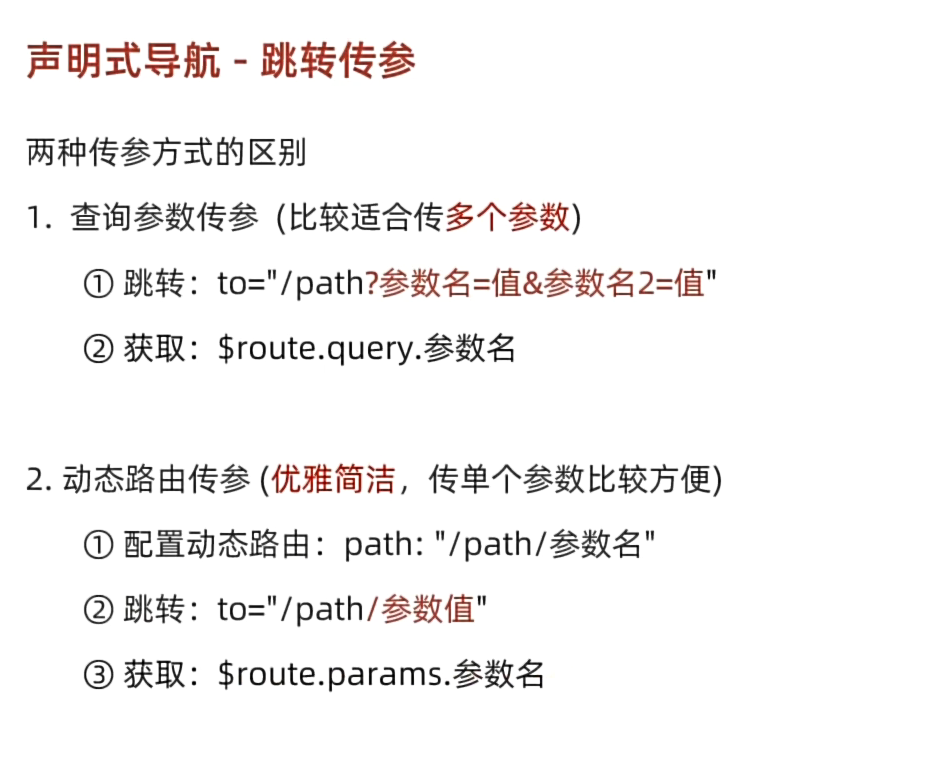 声明式导航 - 跳转传参
两种传参方式的区别
1. 查询参数传参 (比较适合传多个参数)
① 跳转：to="/path?参数名=值&参数名2=值"
② 获取：$route.query.参数名
2. 动态路由传参 (优雅简洁，传单个参数比较方便)
① 配置动态路由：path: "/path/参数名"
② 跳转：to="/path/参数值"
③ 获取：$route.params.参数名